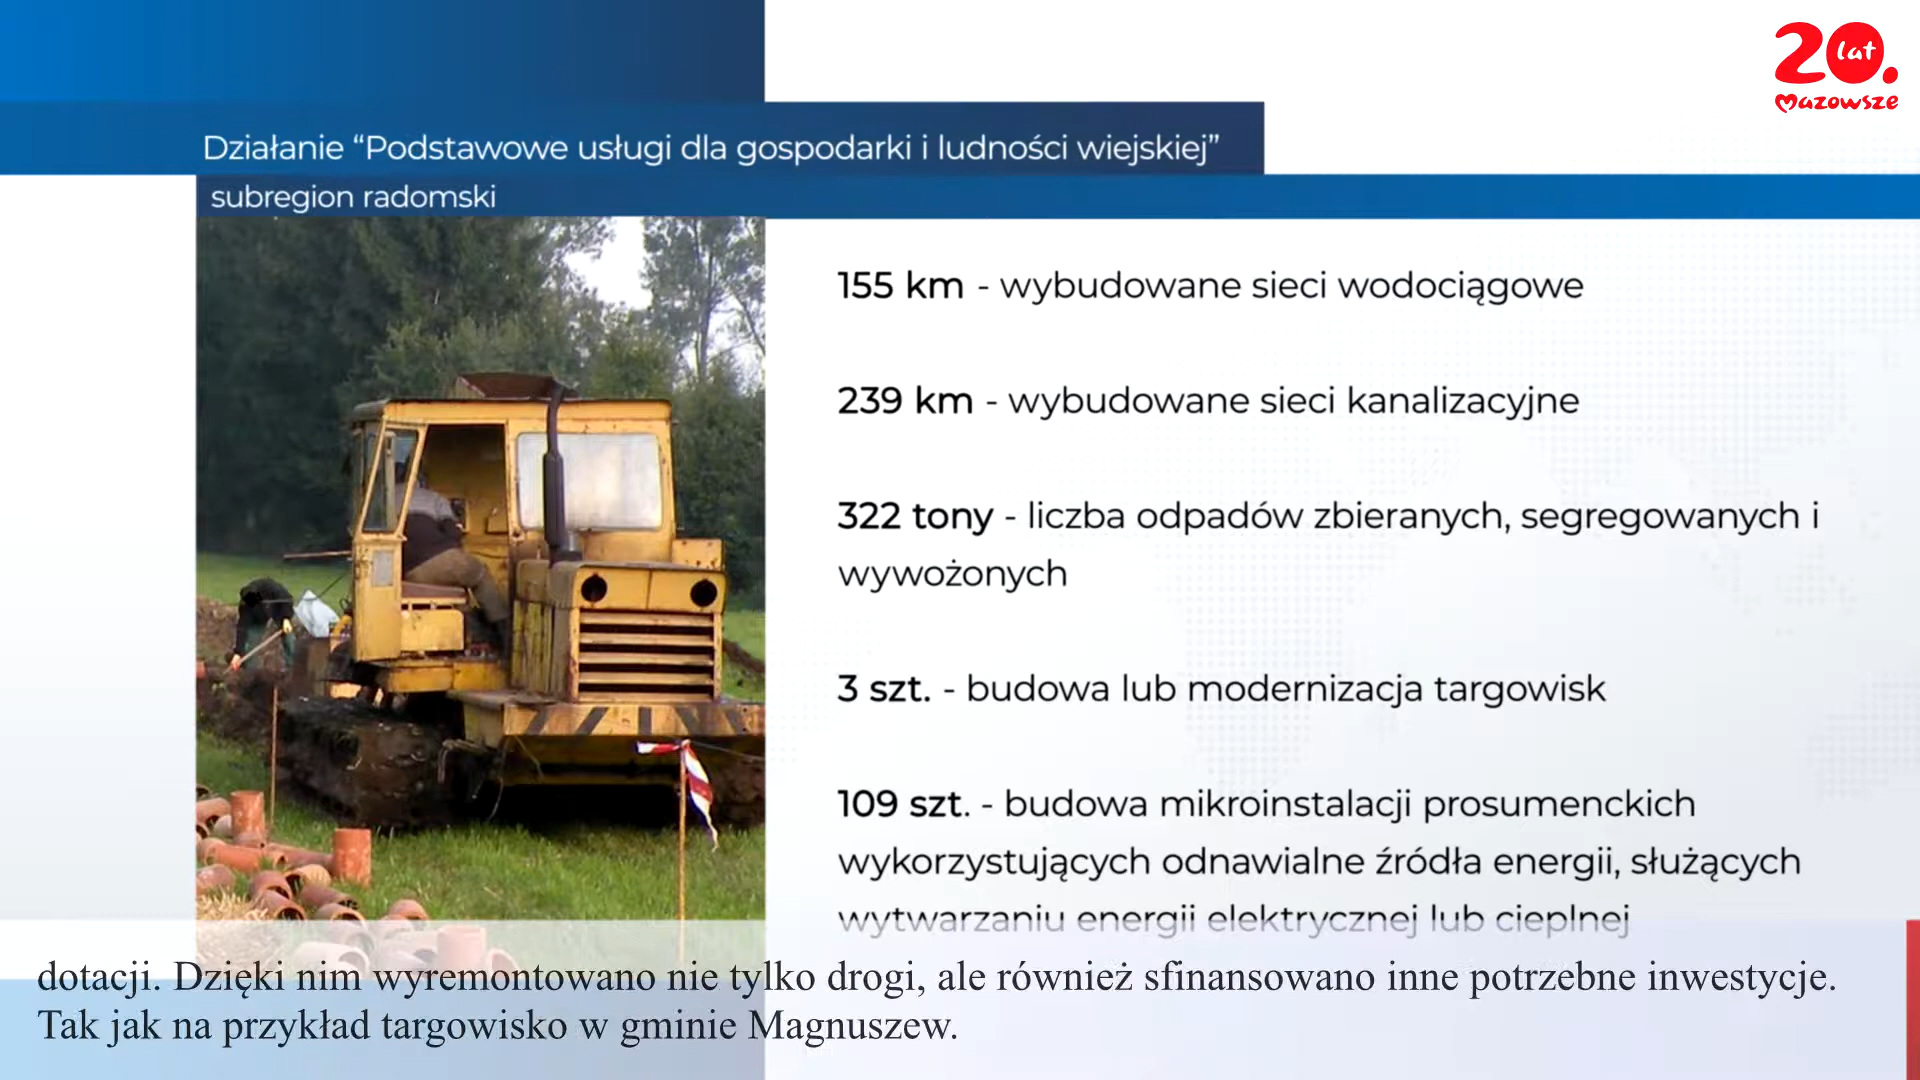 20 lat.
Mazowsze
Działanie “Podstawowe usługi dla gospodarki i ludności wiejskiej”
subregion radomski
155 km - wybudowane sieci wodociągowe
239 km - wybudowane sieci kanalizacyjne
322 tony - liczba odpadów zbieranych, segregowanych i
wywożonych
3 szt. - budowa lub modernizacja targowisk
109 szt. - budowa mikroinstalacji prosumenckich
wykorzystujących odnawialne źródła energii, służących
wytwarzaniu energii elektrycznej lub cieplnej
dotacji. Dzięki nim wyremontowano nie tylko drogi, ale również sfinansowano inne potrzebne inwestycje.
Tak jak na przykład targowisko w gminie Magnuszew.